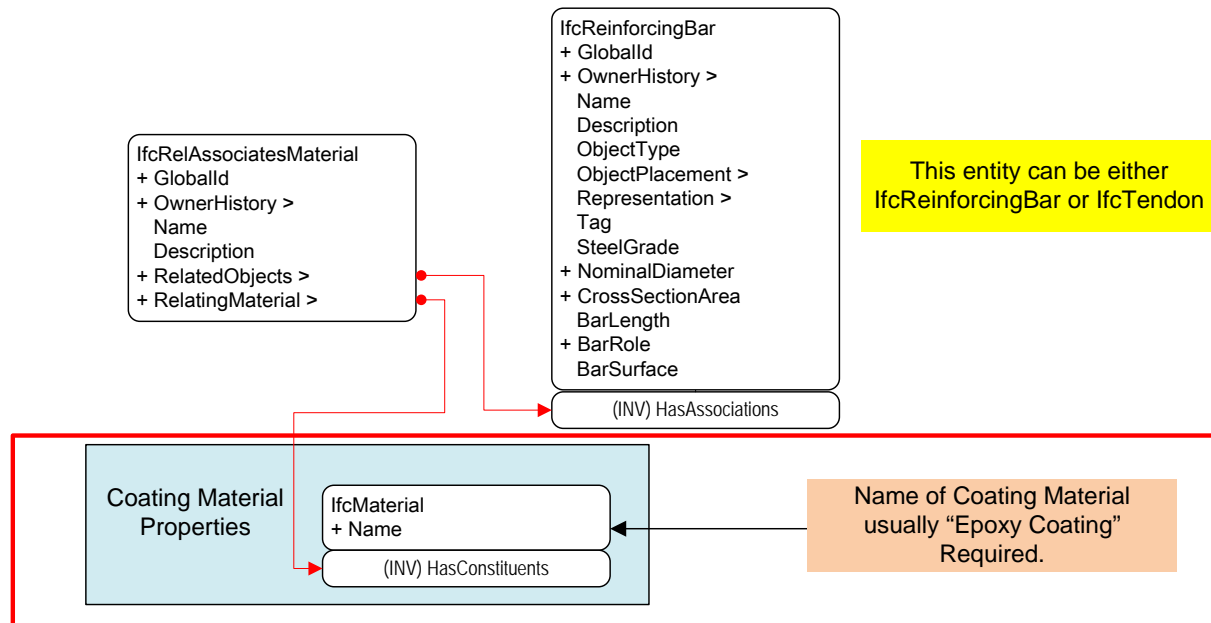 IfcReinforcingBar
+ GlobalId
+ OwnerHistory >
Name
Description
ObjectType
ObjectPlacement >
Representation >
Tag
SteelGrade
+ NominalDiameter
+ CrossSectionArea
BarLength
+ BarRole
BarSurface
(INV) HasAssociations
IfcRelAssociatesMaterial
+ GlobalId
+ OwnerHistory >
Name
Description
+ RelatedObjects >
+ RelatingMaterial >
This entity can be either
IfcReinforcingBar or IfcTendon
Coating Material
Properties
IfcMaterial
+ Name
(INV) HasConstituents
Name of Coating Material
usually “Epoxy Coating”
Required.